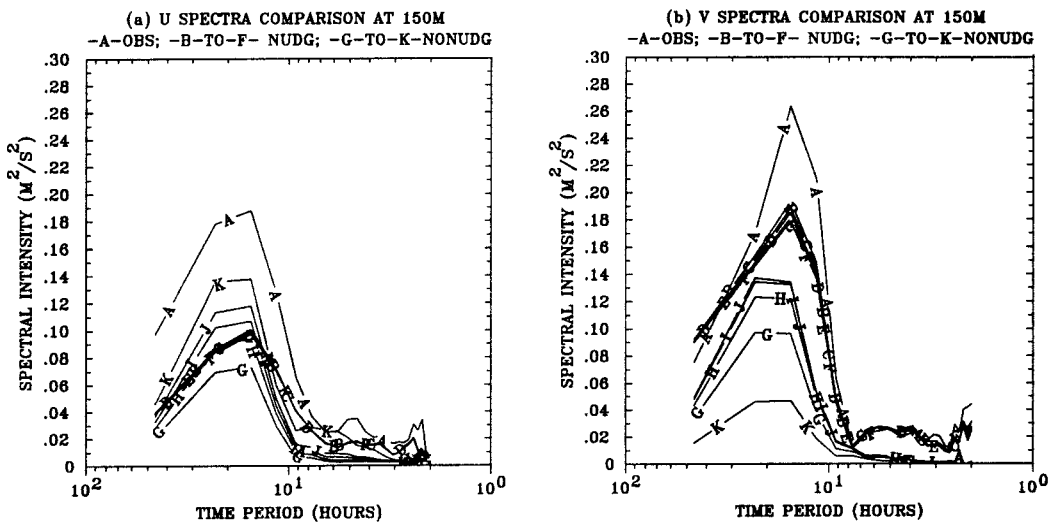 (a) U SPECTRA COMPARISON AT 150M
-A-OBS; -B-TO-F- NUDG; -G-TO-K-NONUDG
.30
.28
.26
.24
.22
.20
.18
.16
.14
.12
.10
.08
.06
.04
.02
0
SPECTRAL INTENSITY (M²/S²)
10² 10¹ 10⁰
TIME PERIOD (HOURS)
A
A
A
K
K
K
K
J
H
G
G
G
A
(b) V SPECTRA COMPARISON AT 150M
-A-OBS; -B-TO-F- NUDG; -G-TO-K-NONUDG
.30
.28
.26
.24
.22
.20
.18
.16
.14
.12
.10
.08
.06
.04
.02
0
SPECTRAL INTENSITY (M²/S²)
10² 10¹ 10⁰
TIME PERIOD (HOURS)
A
A
A
H
H
G
G
K
K